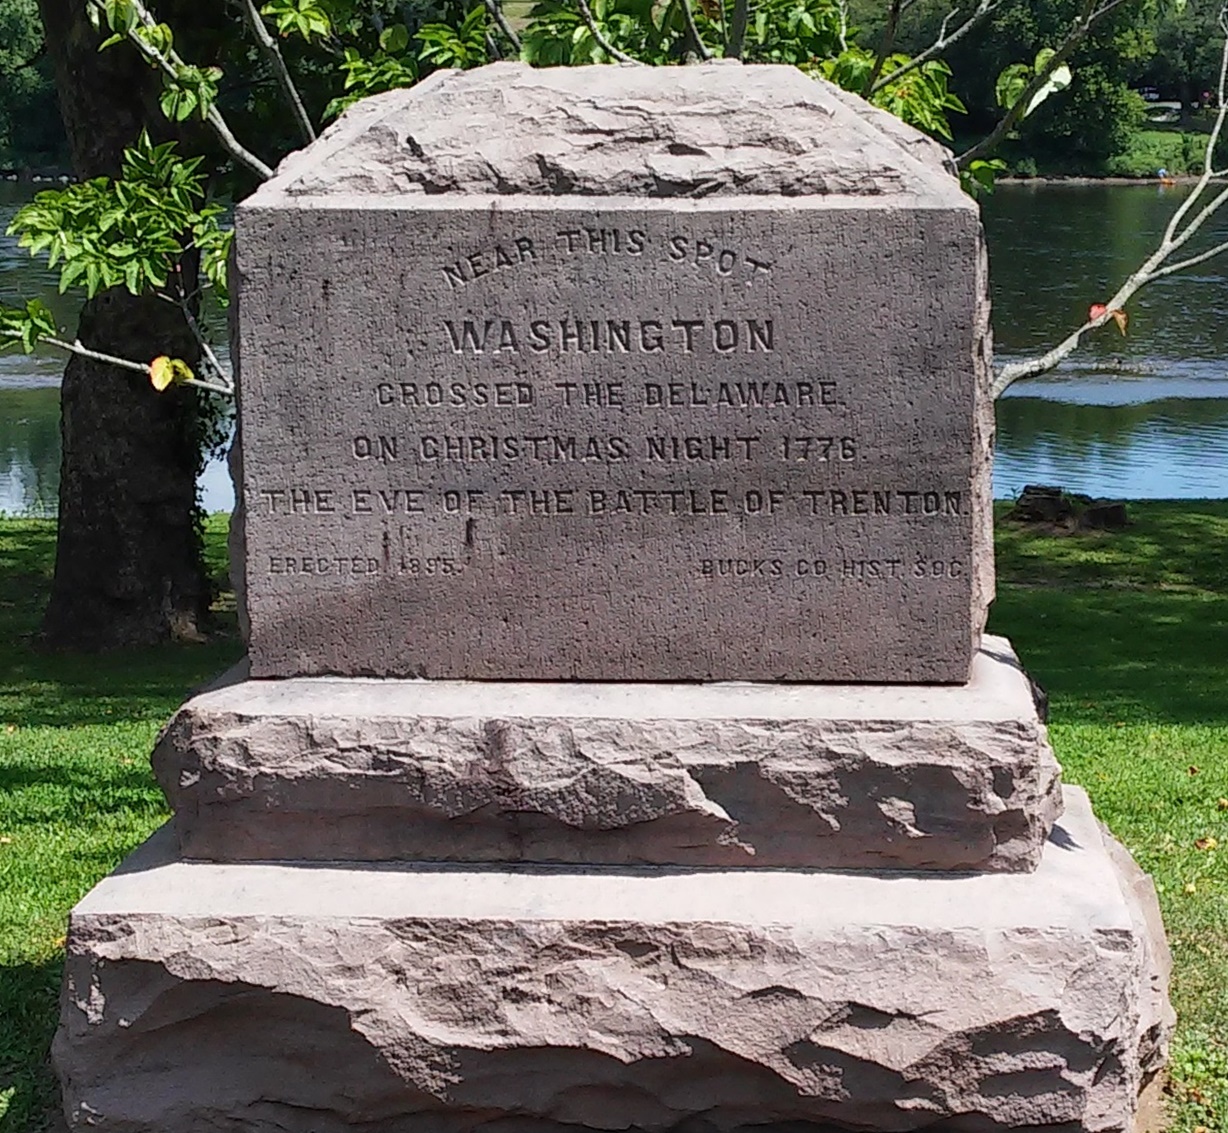 NEAR THIS SPOT
WASHINGTON
CROSSED THE DELAWARE.
ON CHRISTMAS NIGHT 1776.
THE EVE OF THE BATTLE OF TRENTON.
ERECTED 1895. BUCKS CO HIST. SOC.